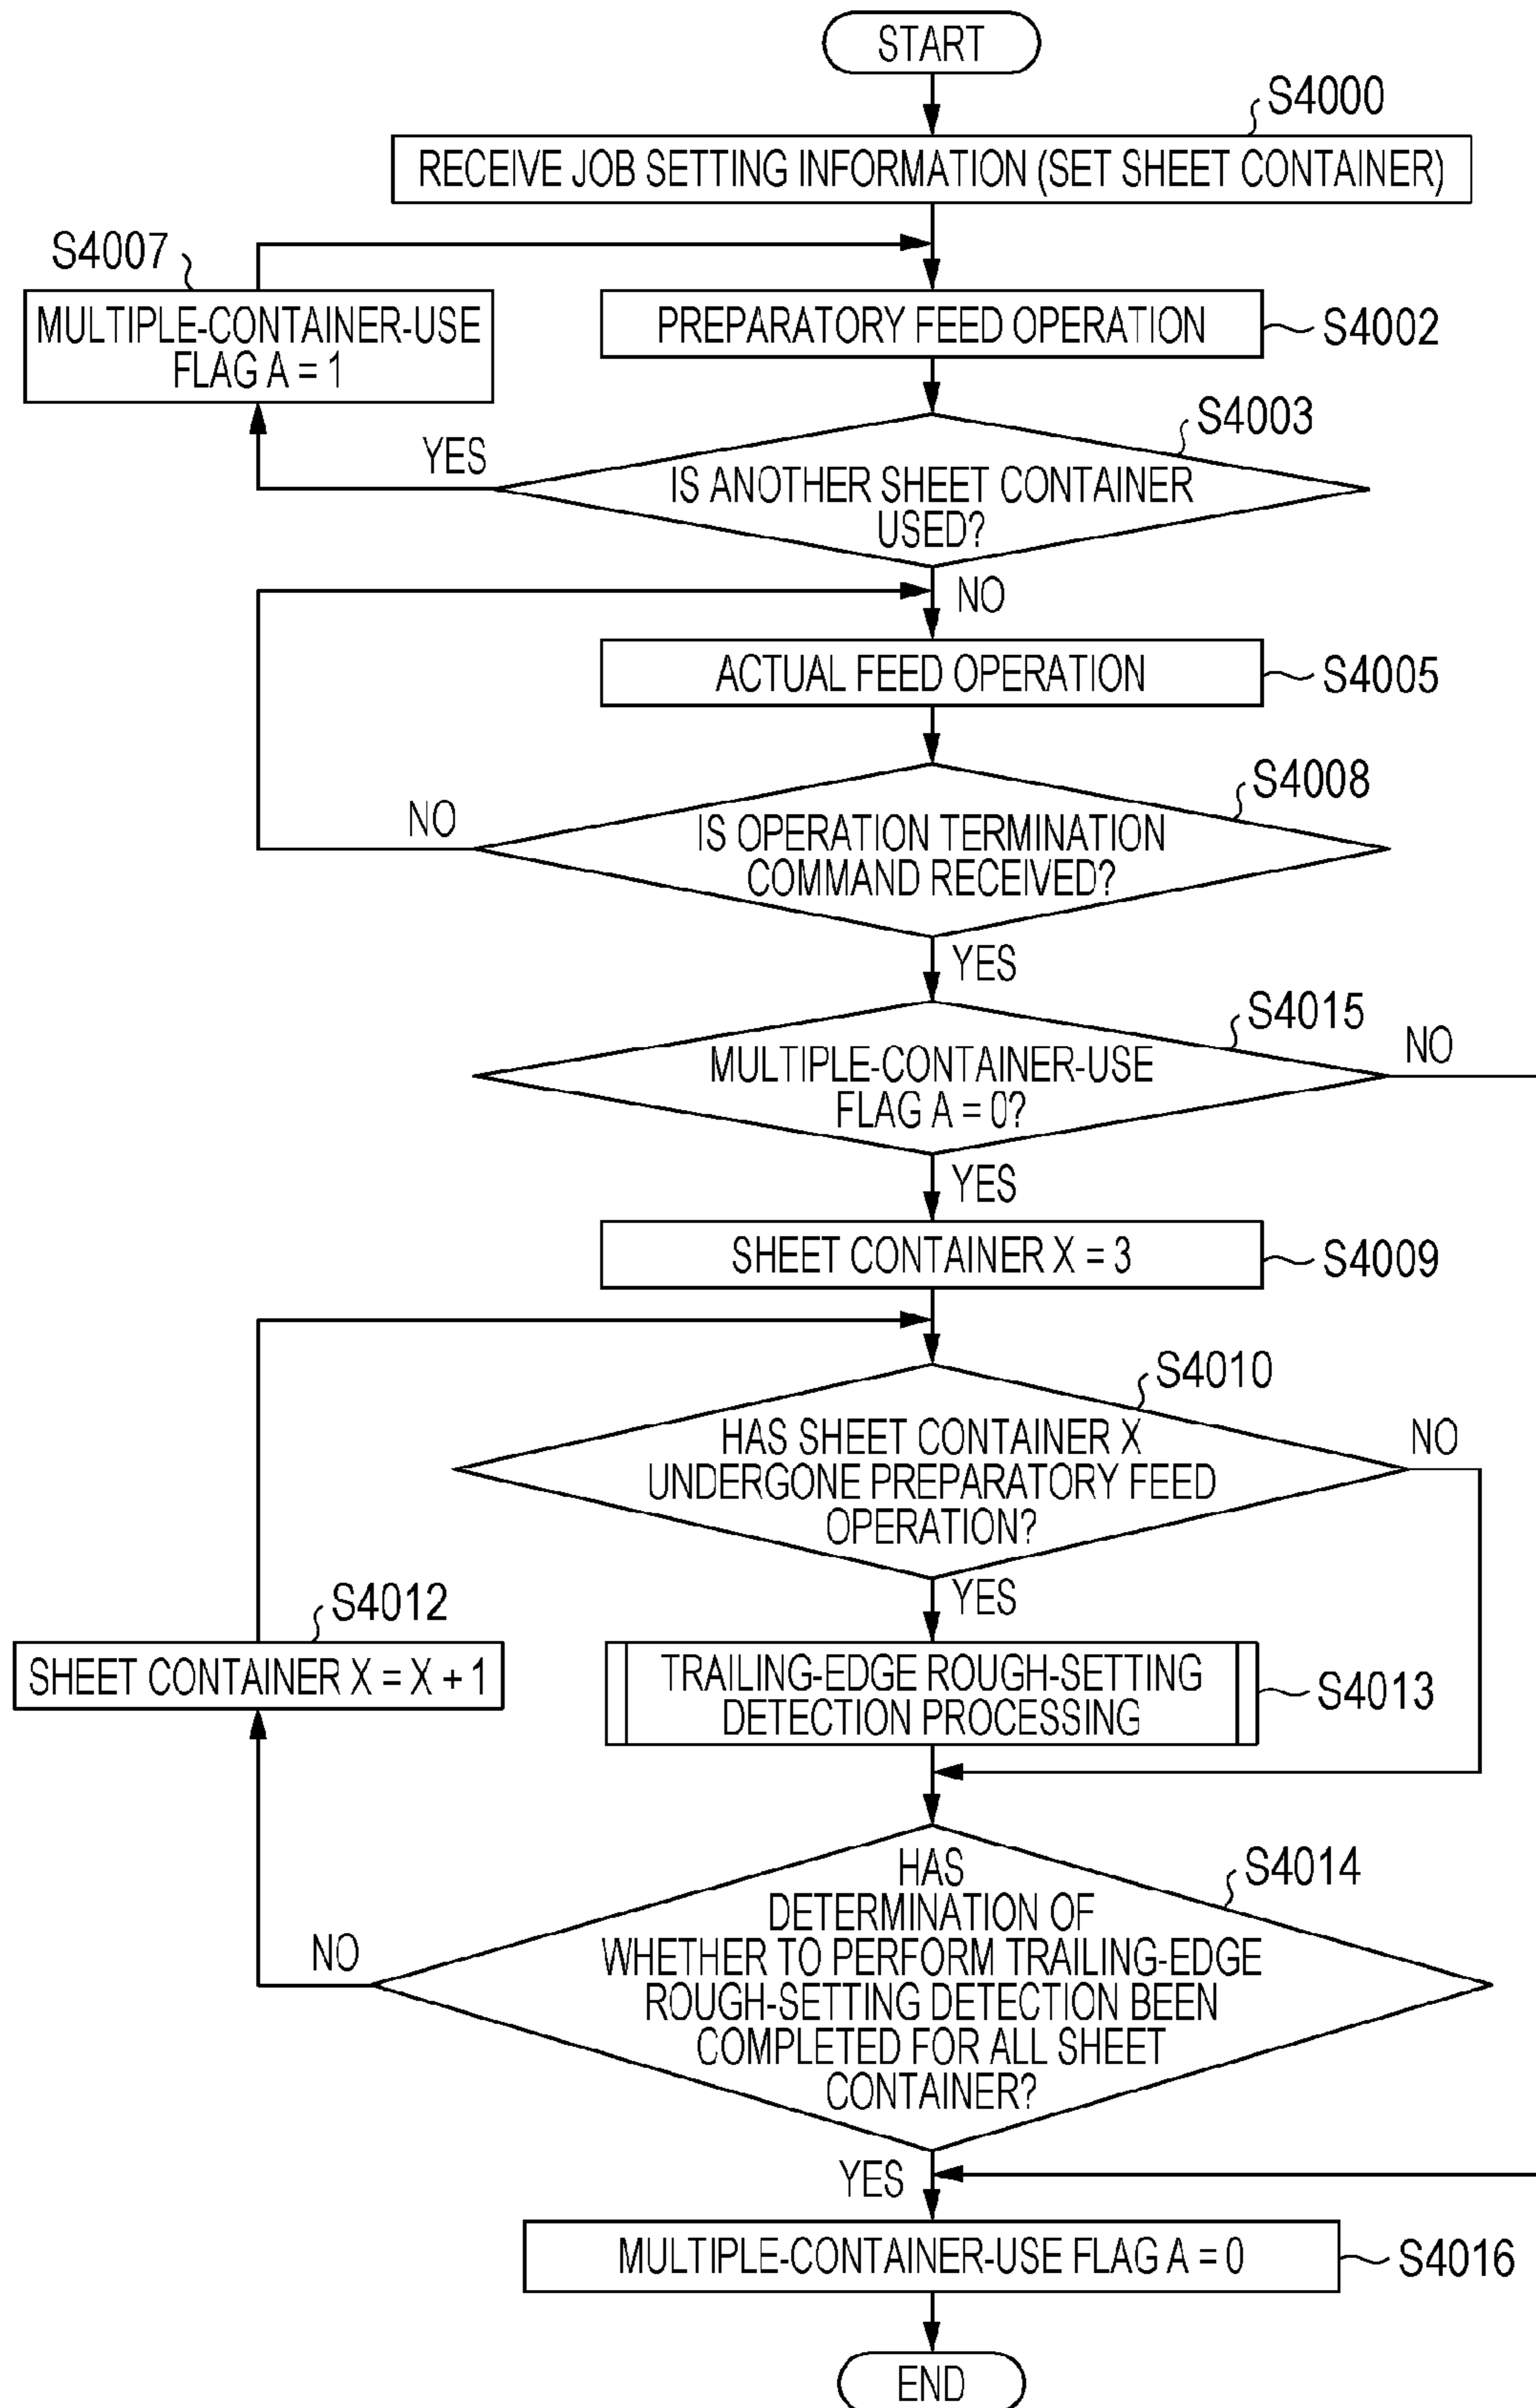 START
S4000
RECEIVE JOB SETTING INFORMATION (SET SHEET CONTAINER)
S4007
MULTIPLE-CONTAINER-USE
FLAG A = 1
PREPARATORY FEED OPERATION
S4002
S4003
YES
IS ANOTHER SHEET CONTAINER
USED?
NO
ACTUAL FEED OPERATION
S4005
S4008
NO
IS OPERATION TERMINATION
COMMAND RECEIVED?
YES
S4015
NO
MULTIPLE-CONTAINER-USE
FLAG A = 0?
YES
SHEET CONTAINER X = 3
S4009
S4010
NO
HAS SHEET CONTAINER X
UNDERGONE PREPARATORY FEED
OPERATION?
YES
S4012
SHEET CONTAINER X = X + 1
TRAILING-EDGE ROUGH-SETTING
DETECTION PROCESSING
S4013
S4014
HAS
DETERMINATION OF
WHETHER TO PERFORM TRAILING-EDGE
ROUGH-SETTING DETECTION BEEN
COMPLETED FOR ALL SHEET
CONTAINER?
NO
YES
MULTIPLE-CONTAINER-USE FLAG A = 0
S4016
END